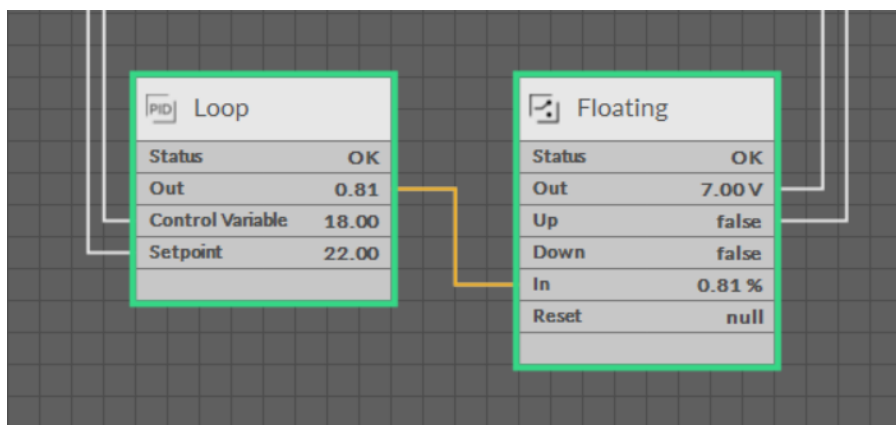 PID Loop
Status OK
Out 0.81
Control Variable 18.00
Setpoint 22.00
Floating
Status OK
Out 7.00 V
Up false
Down false
In 0.81 %
Reset null